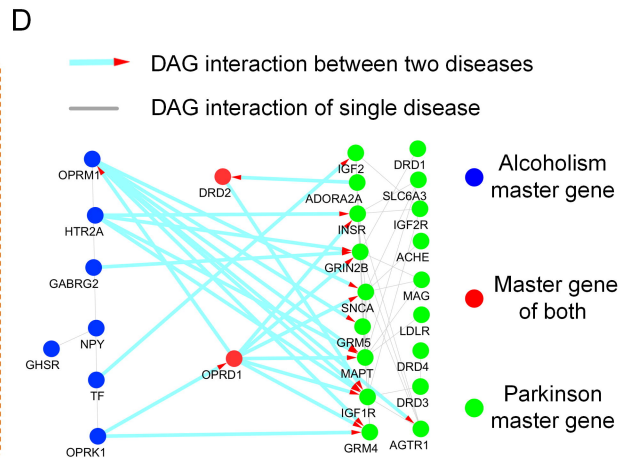 D
DAG interaction between two diseases
DAG interaction of single disease
OPRM1
HTR2A
GABRG2
NPY
GHSR
TF
OPRK1
DRD2
OPRD1
IGF2
ADORA2A
INSR
GRIN2B
SNCA
GRM5
MAPT
IGF1R
GRM4
DRD1
SLC6A3
IGF2R
ACHE
MAG
LDLR
DRD4
DRD3
AGTR1
Alcoholism
master gene
Master gene
of both
Parkinson
master gene